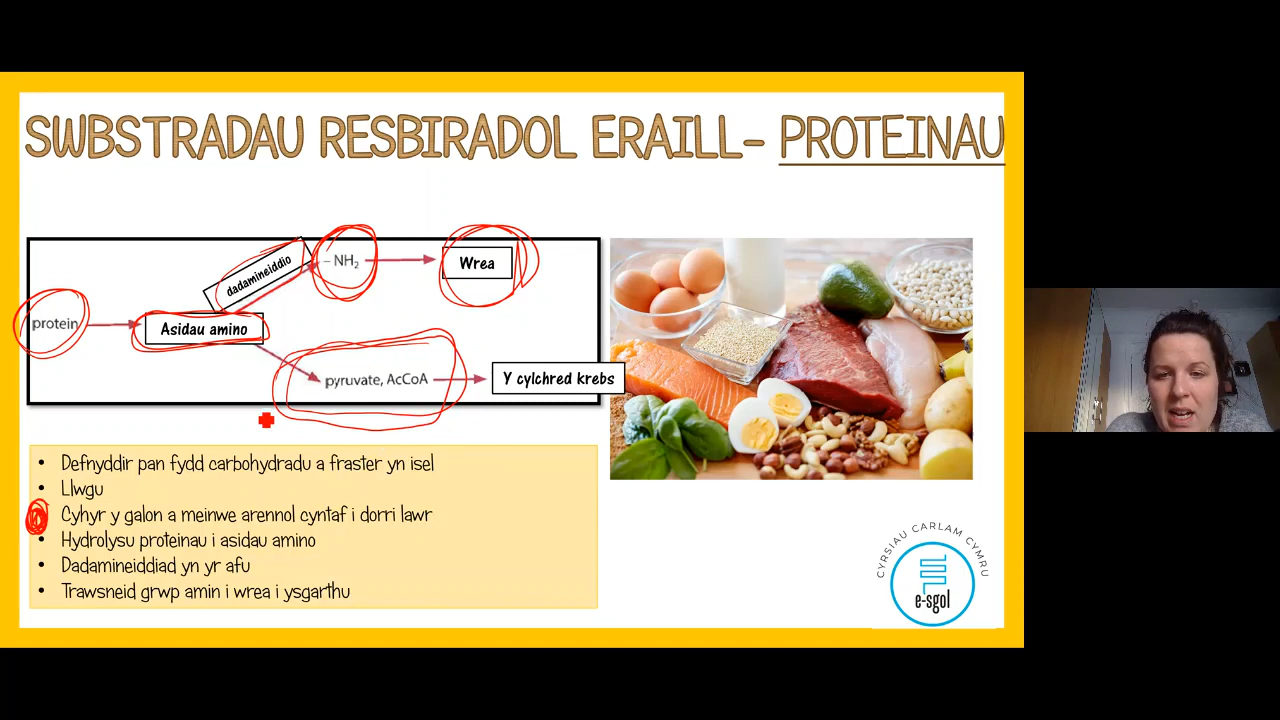 SWBSTRADAU RESBIRADOL ERAILL- PROTEINAU
dadamineiddio
– NH₂
Wrea
protein
Asidau amino
pyruvate, AcCoA
Y cylchred krebs
• Defnyddir pan fydd carbohydradu a fraster yn isel
• Llwgu
• Cyhyr y galon a meinwe arennol cyntaf i dorri lawr
• Hydrolysu proteinau i asidau amino
• Dadamineiddiad yn yr afu
• Trawsneid grwp amin i wrea i ysgarthu
CYRSIAU CARLAM CYMRU
e-sgol